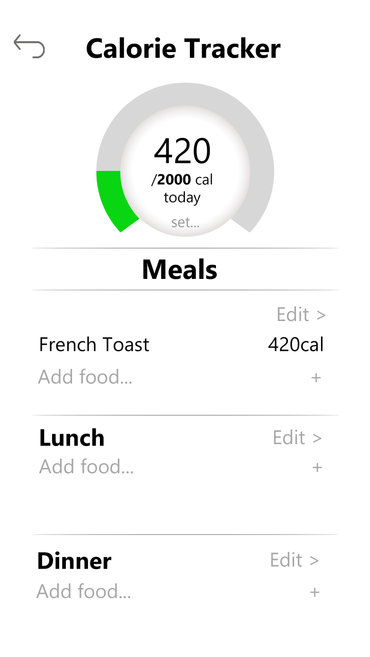 Calorie Tracker
420
/2000 cal
today
set...
Meals
Edit >
French Toast 420cal
Add food... +
Lunch Edit >
Add food... +
Dinner Edit >
Add food... +